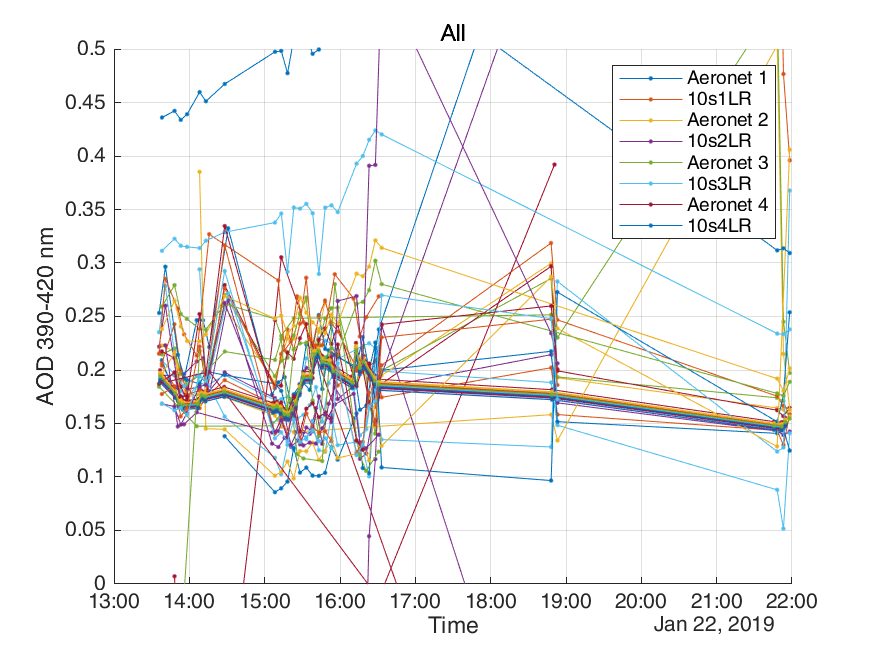 All
0.5
0.45
0.4
0.35
0.3
0.25
0.2
0.15
0.1
0.05
0
AOD 390-420 nm
Aeronet 1
10s1LR
Aeronet 2
10s2LR
Aeronet 3
10s3LR
Aeronet 4
10s4LR
13:00 14:00 15:00 16:00 17:00 18:00 19:00 20:00 21:00 22:00
Time
Jan 22, 2019